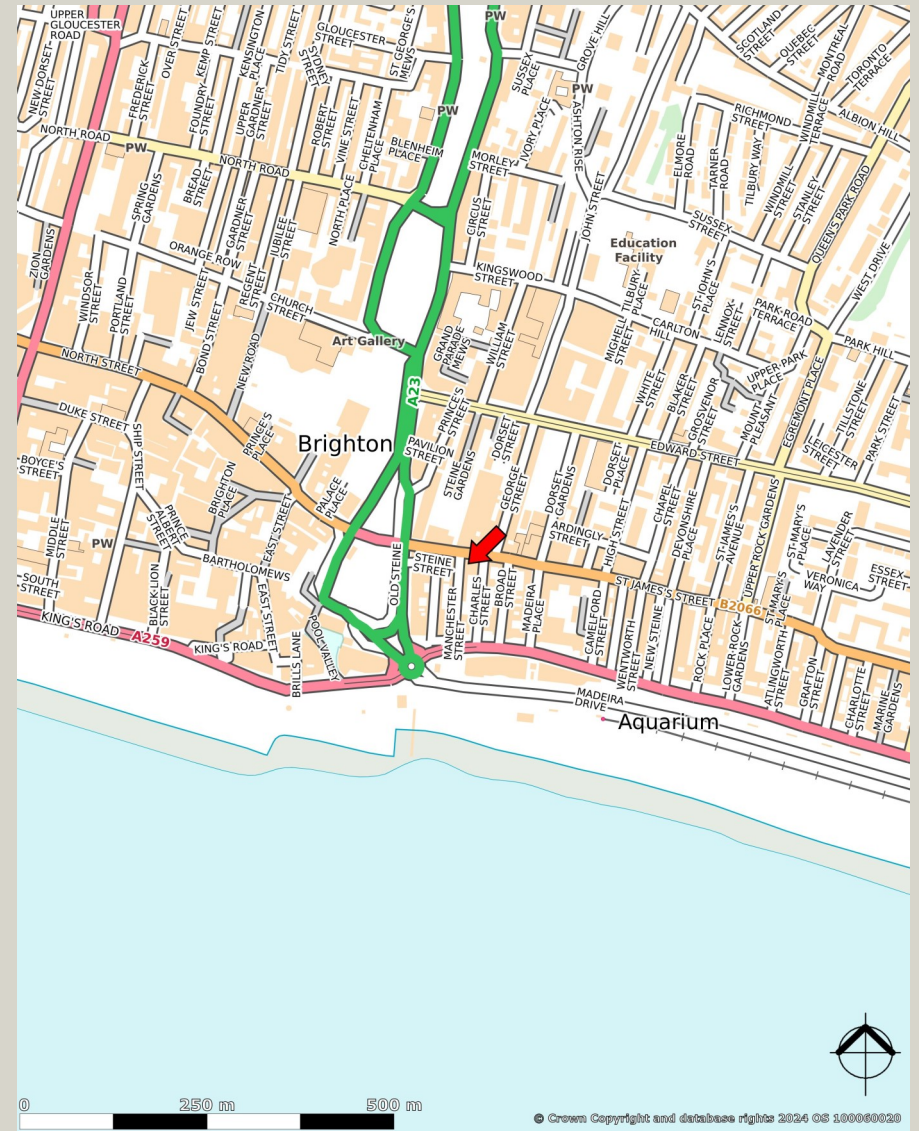 UPPER
GLOUCESTER
ROAD
NEW DORSET
STREET
FREDERICK
STREET
OVER STREET
FOUNDRY
STREET
KEMP STREET
KENSINGTON
PLACE
UPPER
GARDNER
STREET
TIDY STREET
SYDNEY
STREET
GLOUCESTER
STREET
ST GEORGE'S
MEWS
ROBERT
STREET
VINE STREET
CHELTENHAM
PLACE
BLENHEIM
PLACE
PW
PW
PW
SUSSEX
PLACE
GROVE HILL
IVORY PLACE
ASHTON RISE
MORLEY
STREET
SCOTLAND
STREET
QUEBEC
STREET
MONTREAL
ROAD
TORONTO
TERRACE
RICHMOND
STREET
WINDMILL
TERRACE
ALBION HILL
NORTH ROAD
PW
NORTH ROAD
SPRING
GARDENS
BREAD
STREET
GARDNER
STREET
JUBILEE
STREET
NORTH PLACE
CIRCUS
STREET
JOHN STREET
ELMORE
ROAD
TARNER
ROAD
TILBURY WAY
WINDMILL
STREET
STANLEY
STREET
QUEEN'S PARK ROAD
SUSSEX
STREET
WEST DRIVE
ZION
GARDENS
WINDSOR
STREET
PORTLAND
STREET
ORANGE ROW
JEW STREET
BOND STREET
REGENT
STREET
CHURCH
STREET
NEW ROAD
KINGSWOOD
STREET
Education
Facility
MIGHELL
STREET
TILBURY
PLACE
ST-JOHN'S
PLACE
CARLTON
HILL
LENNOX
STREET
PARK-ROAD
TERRACE
PARK HILL
Art Gallery
GRAND
PARADE
MEWS
WILLIAM
STREET
NORTH STREET
DUKE STREET
SHIP STREET
PRINCE'S
PLACE
A23
PRINCE'S
STREET
PAVILION
STREET
STEINE
GARDENS
DORSET
STREET
WHITE
STREET
BLAKER
STREET
GROSVENOR
STREET
MOUNT
PLEASANT
UPPER-PARK
PLACE
EGREMONT PLACE
TILLSTONE
STREET
PARK STREET
LEICESTER
STREET
EDWARD STREET
Brighton
BOYCE'S
STREET
MIDDLE
STREET
BRIGHTON
PLACE
PALACE
PLACE
PRINCE
ALBERT
STREET
EAST STREET
BARTHOLOMEWS
PW
SOUTH
STREET
BLACK LION
STREET
EAST STREET
KING'S ROAD
A259
KING'S ROAD
BRILLS LANE
POOL VALLEY
OLD STEINE
STEINE
STREET
GEORGE
STREET
DORSET
GARDENS
DORSET
PLACE
ARDINGLY
STREET
HIGH STREET
CHAPEL
STREET
DEVONSHIRE
PLACE
ST-JAMES'S
AVENUE
UPPER ROCK GARDENS
ST-MARY'S
PLACE
LAVENDER
STREET
ESSEX
STREET
VERONICA
WAY
ST-MARY'S
PLACE
ST JAMES'S STREET
B2066
MANCHESTER
STREET
CHARLES
STREET
BROAD
STREET
MADEIRA
PLACE
CAMELFORD
STREET
WENTWORTH
STREET
NEW STEINE
ROCK PLACE
LOWER-ROCK
GARDENS
ATLINGWORTH
STREET
GRAFTON
STREET
CHARLOTTE
STREET
MARINE
GARDENS
MADEIRA
DRIVE
Aquarium
0
250 m
500 m
© Crown Copyright and database rights 2024 OS 100060020